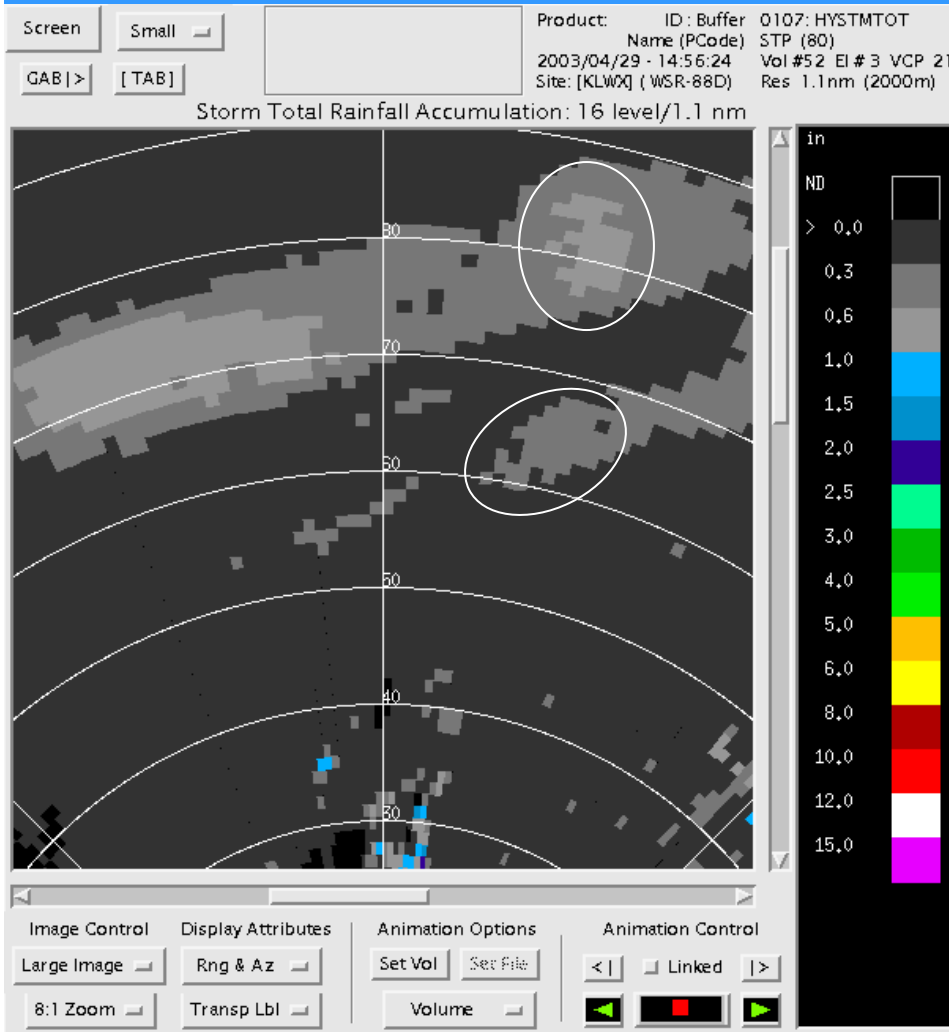 Screen
Small
GAB|>
[TAB]
Product: ID : Buffer 0107: HYSTMTOT
Name (PCode) STP (80)
2003/04/29 - 14:56:24 Vol #52 El # 3 VCP 21
Site: [KLWX] ( WSR-88D) Res 1.1nm (2000m)
Storm Total Rainfall Accumulation: 16 level/1.1 nm
80
70
60
50
40
30
in
ND
> 0.0
0.3
0.6
1.0
1.5
2.0
2.5
3.0
4.0
5.0
6.0
8.0
10.0
12.0
15.0
Image Control
Large Image
8:1 Zoom
Display Attributes
Rng & Az
Transp Lbl
Animation Options
Set Vol Set File
Volume
Animation Control
<| Linked |>